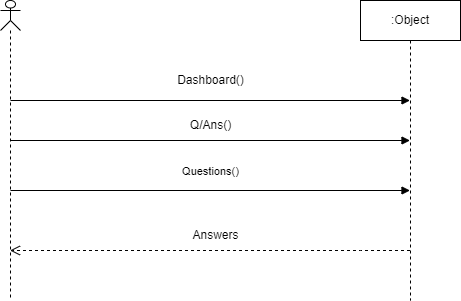 :Object
Dashboard()
Q/Ans()
Questions()
Answers